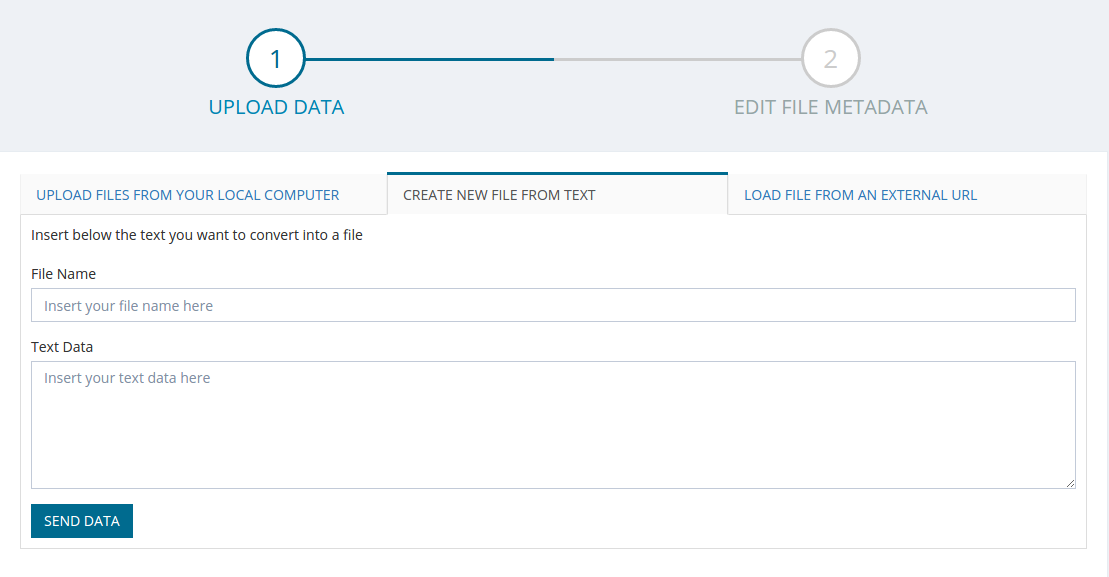 1
2
UPLOAD DATA
EDIT FILE METADATA
UPLOAD FILES FROM YOUR LOCAL COMPUTER
CREATE NEW FILE FROM TEXT
LOAD FILE FROM AN EXTERNAL URL
Insert below the text you want to convert into a file
File Name
Insert your file name here
Text Data
Insert your text data here
SEND DATA